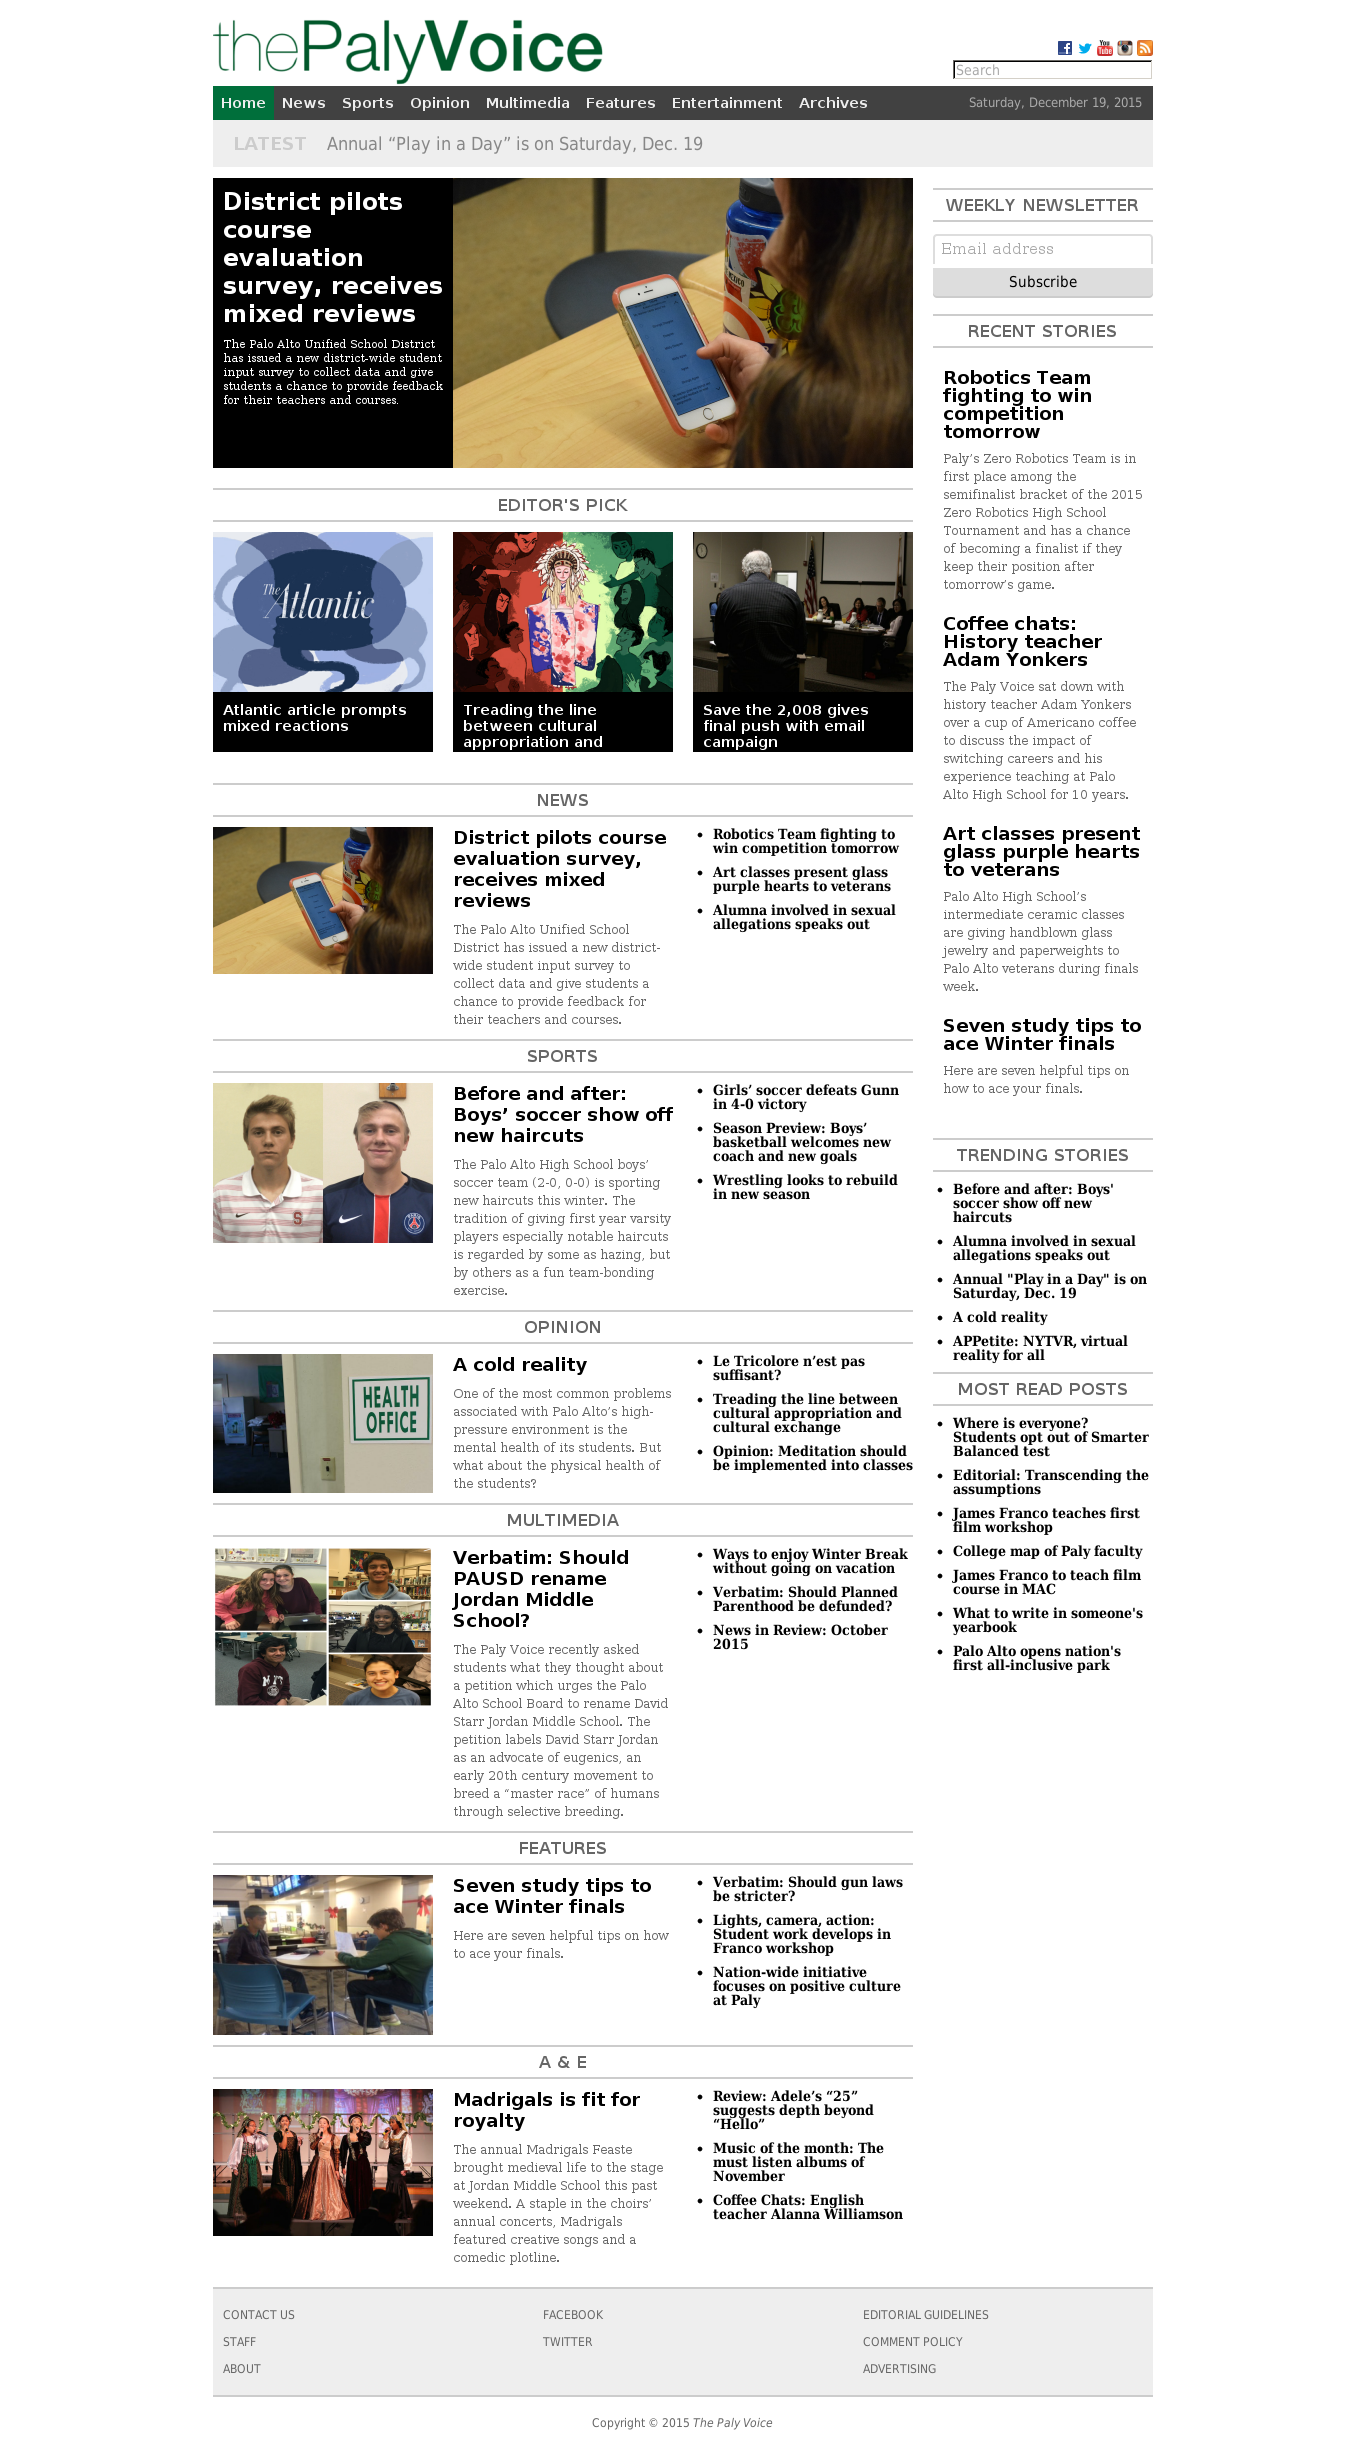 thePalyVoice
Search
Home News Sports Opinion Multimedia Features Entertainment Archives Saturday, December 19, 2015
LATEST Annual “Play in a Day” is on Saturday, Dec. 19
District pilots
course
evaluation
survey, receives
mixed reviews
The Palo Alto Unified School District
has issued a new district-wide student
input survey to collect data and give
students a chance to provide feedback
for their teachers and courses.
EDITOR'S PICK
The Atlantic
Atlantic article prompts
mixed reactions
Treading the line
between cultural
appropriation and
Save the 2,008 gives
final push with email
campaign
NEWS
District pilots course
evaluation survey,
receives mixed
reviews
The Palo Alto Unified School
District has issued a new district-
wide student input survey to
collect data and give students a
chance to provide feedback for
their teachers and courses.
• Robotics Team fighting to
win competition tomorrow
• Art classes present glass
purple hearts to veterans
• Alumna involved in sexual
allegations speaks out
SPORTS
Before and after:
Boys’ soccer show off
new haircuts
The Palo Alto High School boys’
soccer team (2-0, 0-0) is sporting
new haircuts this winter. The
tradition of giving first year varsity
players especially notable haircuts
is regarded by some as hazing, but
by others as a fun team-bonding
exercise.
• Girls’ soccer defeats Gunn
in 4-0 victory
• Season Preview: Boys’
basketball welcomes new
coach and new goals
• Wrestling looks to rebuild
in new season
OPINION
HEALTH
OFFICE
A cold reality
One of the most common problems
associated with Palo Alto’s high-
pressure environment is the
mental health of its students. But
what about the physical health of
the students?
• Le Tricolore n’est pas
suffisant?
• Treading the line between
cultural appropriation and
cultural exchange
• Opinion: Meditation should
be implemented into classes
MULTIMEDIA
Verbatim: Should
PAUSD rename
Jordan Middle
School?
The Paly Voice recently asked
students what they thought about
a petition which urges the Palo
Alto School Board to rename David
Starr Jordan Middle School. The
petition labels David Starr Jordan
as an advocate of eugenics, an
early 20th century movement to
breed a “master race” of humans
through selective breeding.
• Ways to enjoy Winter Break
without going on vacation
• Verbatim: Should Planned
Parenthood be defunded?
• News in Review: October
2015
FEATURES
Seven study tips to
ace Winter finals
Here are seven helpful tips on how
to ace your finals.
• Verbatim: Should gun laws
be stricter?
• Lights, camera, action:
Student work develops in
Franco workshop
• Nation-wide initiative
focuses on positive culture
at Paly
A & E
Madrigals is fit for
royalty
The annual Madrigals Feaste
brought medieval life to the stage
at Jordan Middle School this past
weekend. A staple in the choirs’
annual concerts, Madrigals
featured creative songs and a
comedic plotline.
• Review: Adele’s “25”
suggests depth beyond
“Hello”
• Music of the month: The
must listen albums of
November
• Coffee Chats: English
teacher Alanna Williamson
WEEKLY NEWSLETTER
Email address
Subscribe
RECENT STORIES
Robotics Team
fighting to win
competition
tomorrow
Paly’s Zero Robotics Team is in
first place among the
semifinalist bracket of the 2015
Zero Robotics High School
Tournament and has a chance
of becoming a finalist if they
keep their position after
tomorrow’s game.
Coffee chats:
History teacher
Adam Yonkers
The Paly Voice sat down with
history teacher Adam Yonkers
over a cup of Americano coffee
to discuss the impact of
switching careers and his
experience teaching at Palo
Alto High School for 10 years.
Art classes present
glass purple hearts
to veterans
Palo Alto High School’s
intermediate ceramic classes
are giving handblown glass
jewelry and paperweights to
Palo Alto veterans during finals
week.
Seven study tips to
ace Winter finals
Here are seven helpful tips on
how to ace your finals.
TRENDING STORIES
• Before and after: Boys'
soccer show off new
haircuts
• Alumna involved in sexual
allegations speaks out
• Annual "Play in a Day" is on
Saturday, Dec. 19
• A cold reality
• APPetite: NYTVR, virtual
reality for all
MOST READ POSTS
• Where is everyone?
Students opt out of Smarter
Balanced test
• Editorial: Transcending the
assumptions
• James Franco teaches first
film workshop
• College map of Paly faculty
• James Franco to teach film
course in MAC
• What to write in someone's
yearbook
• Palo Alto opens nation's
first all-inclusive park
CONTACT US FACEBOOK EDITORIAL GUIDELINES
STAFF TWITTER COMMENT POLICY
ABOUT ADVERTISING
Copyright © 2015 The Paly Voice